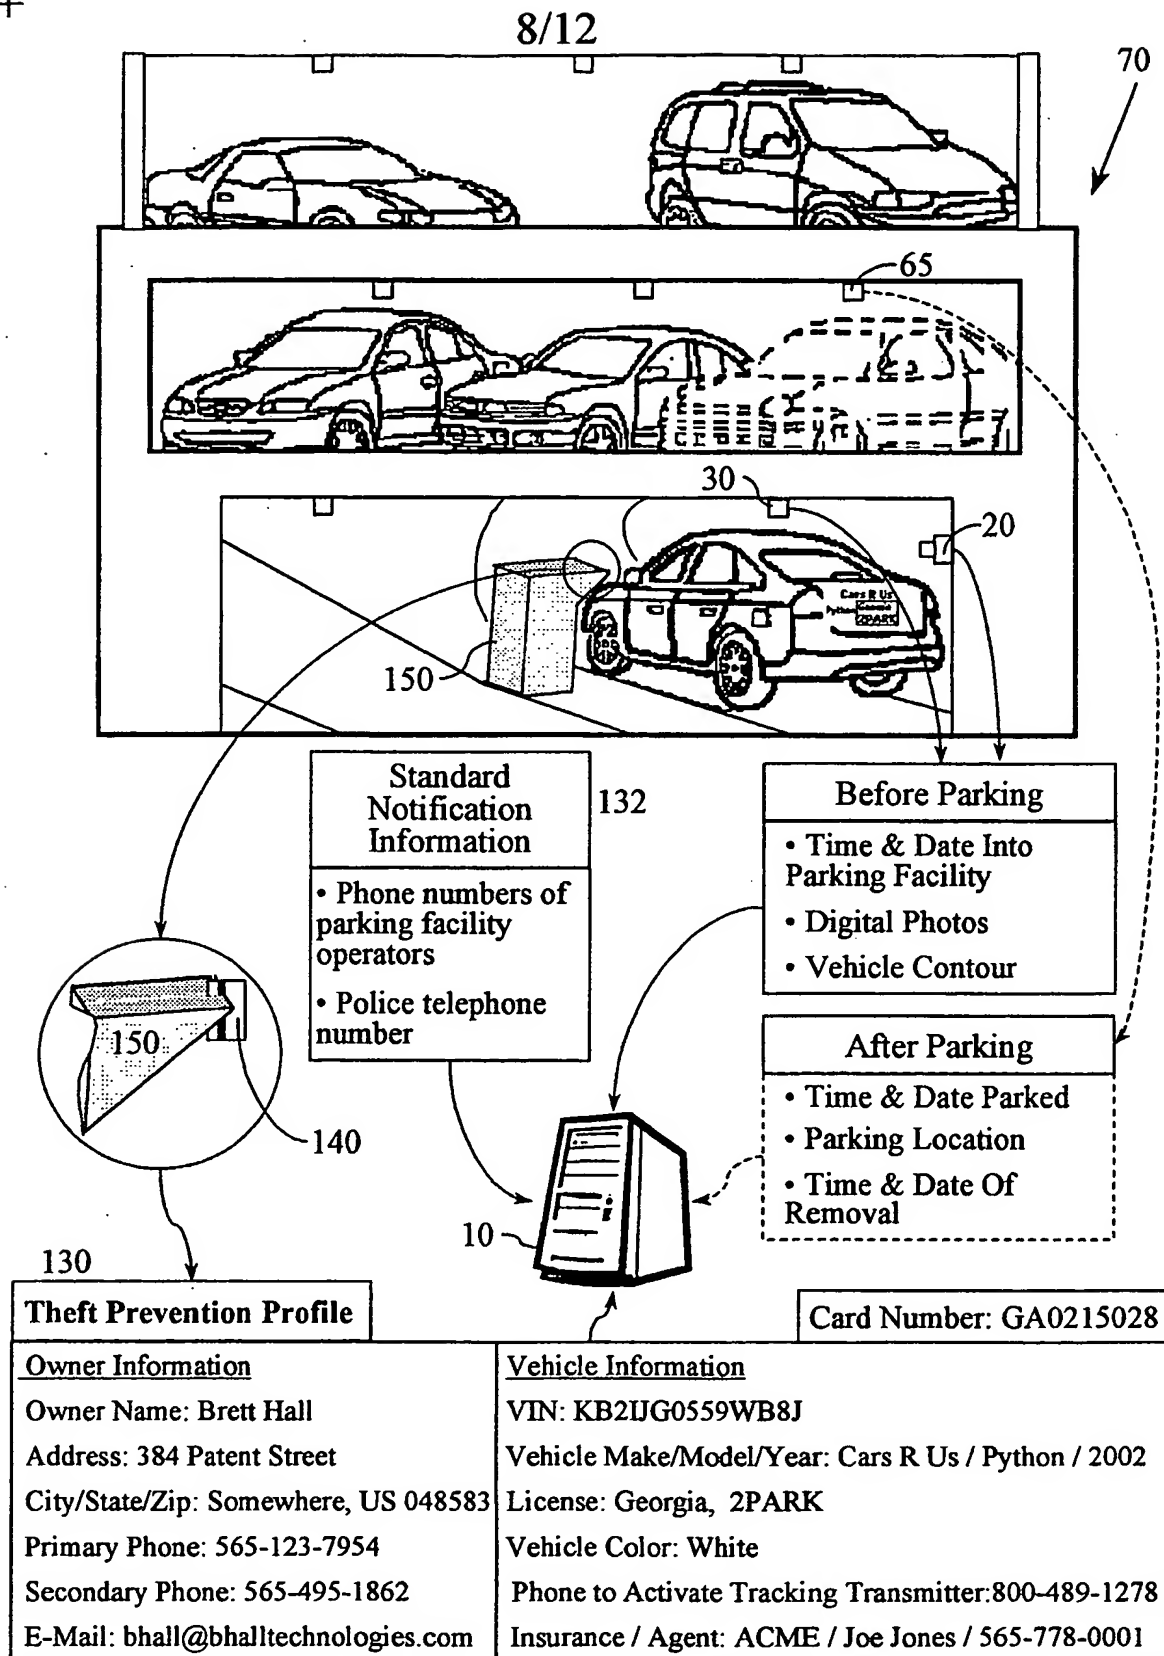 8/12
70
65
30
20
Cars R Us
Python
Georgia
2PARK
150
Standard
Notification
Information
132
• Phone numbers of
parking facility
operators
• Police telephone
number
Before Parking
• Time & Date Into
Parking Facility
• Digital Photos
• Vehicle Contour
After Parking
• Time & Date Parked
• Parking Location
• Time & Date Of
Removal
150
140
10
130
Theft Prevention Profile
Card Number: GA0215028
Owner Information
Owner Name: Brett Hall
Address: 384 Patent Street
City/State/Zip: Somewhere, US 048583
Primary Phone: 565-123-7954
Secondary Phone: 565-495-1862
E-Mail: bhall@bhalltechnologies.com
Vehicle Information
VIN: KB2IJG0559WB8J
Vehicle Make/Model/Year: Cars R Us / Python / 2002
License: Georgia, 2PARK
Vehicle Color: White
Phone to Activate Tracking Transmitter:800-489-1278
Insurance / Agent: ACME / Joe Jones / 565-778-0001